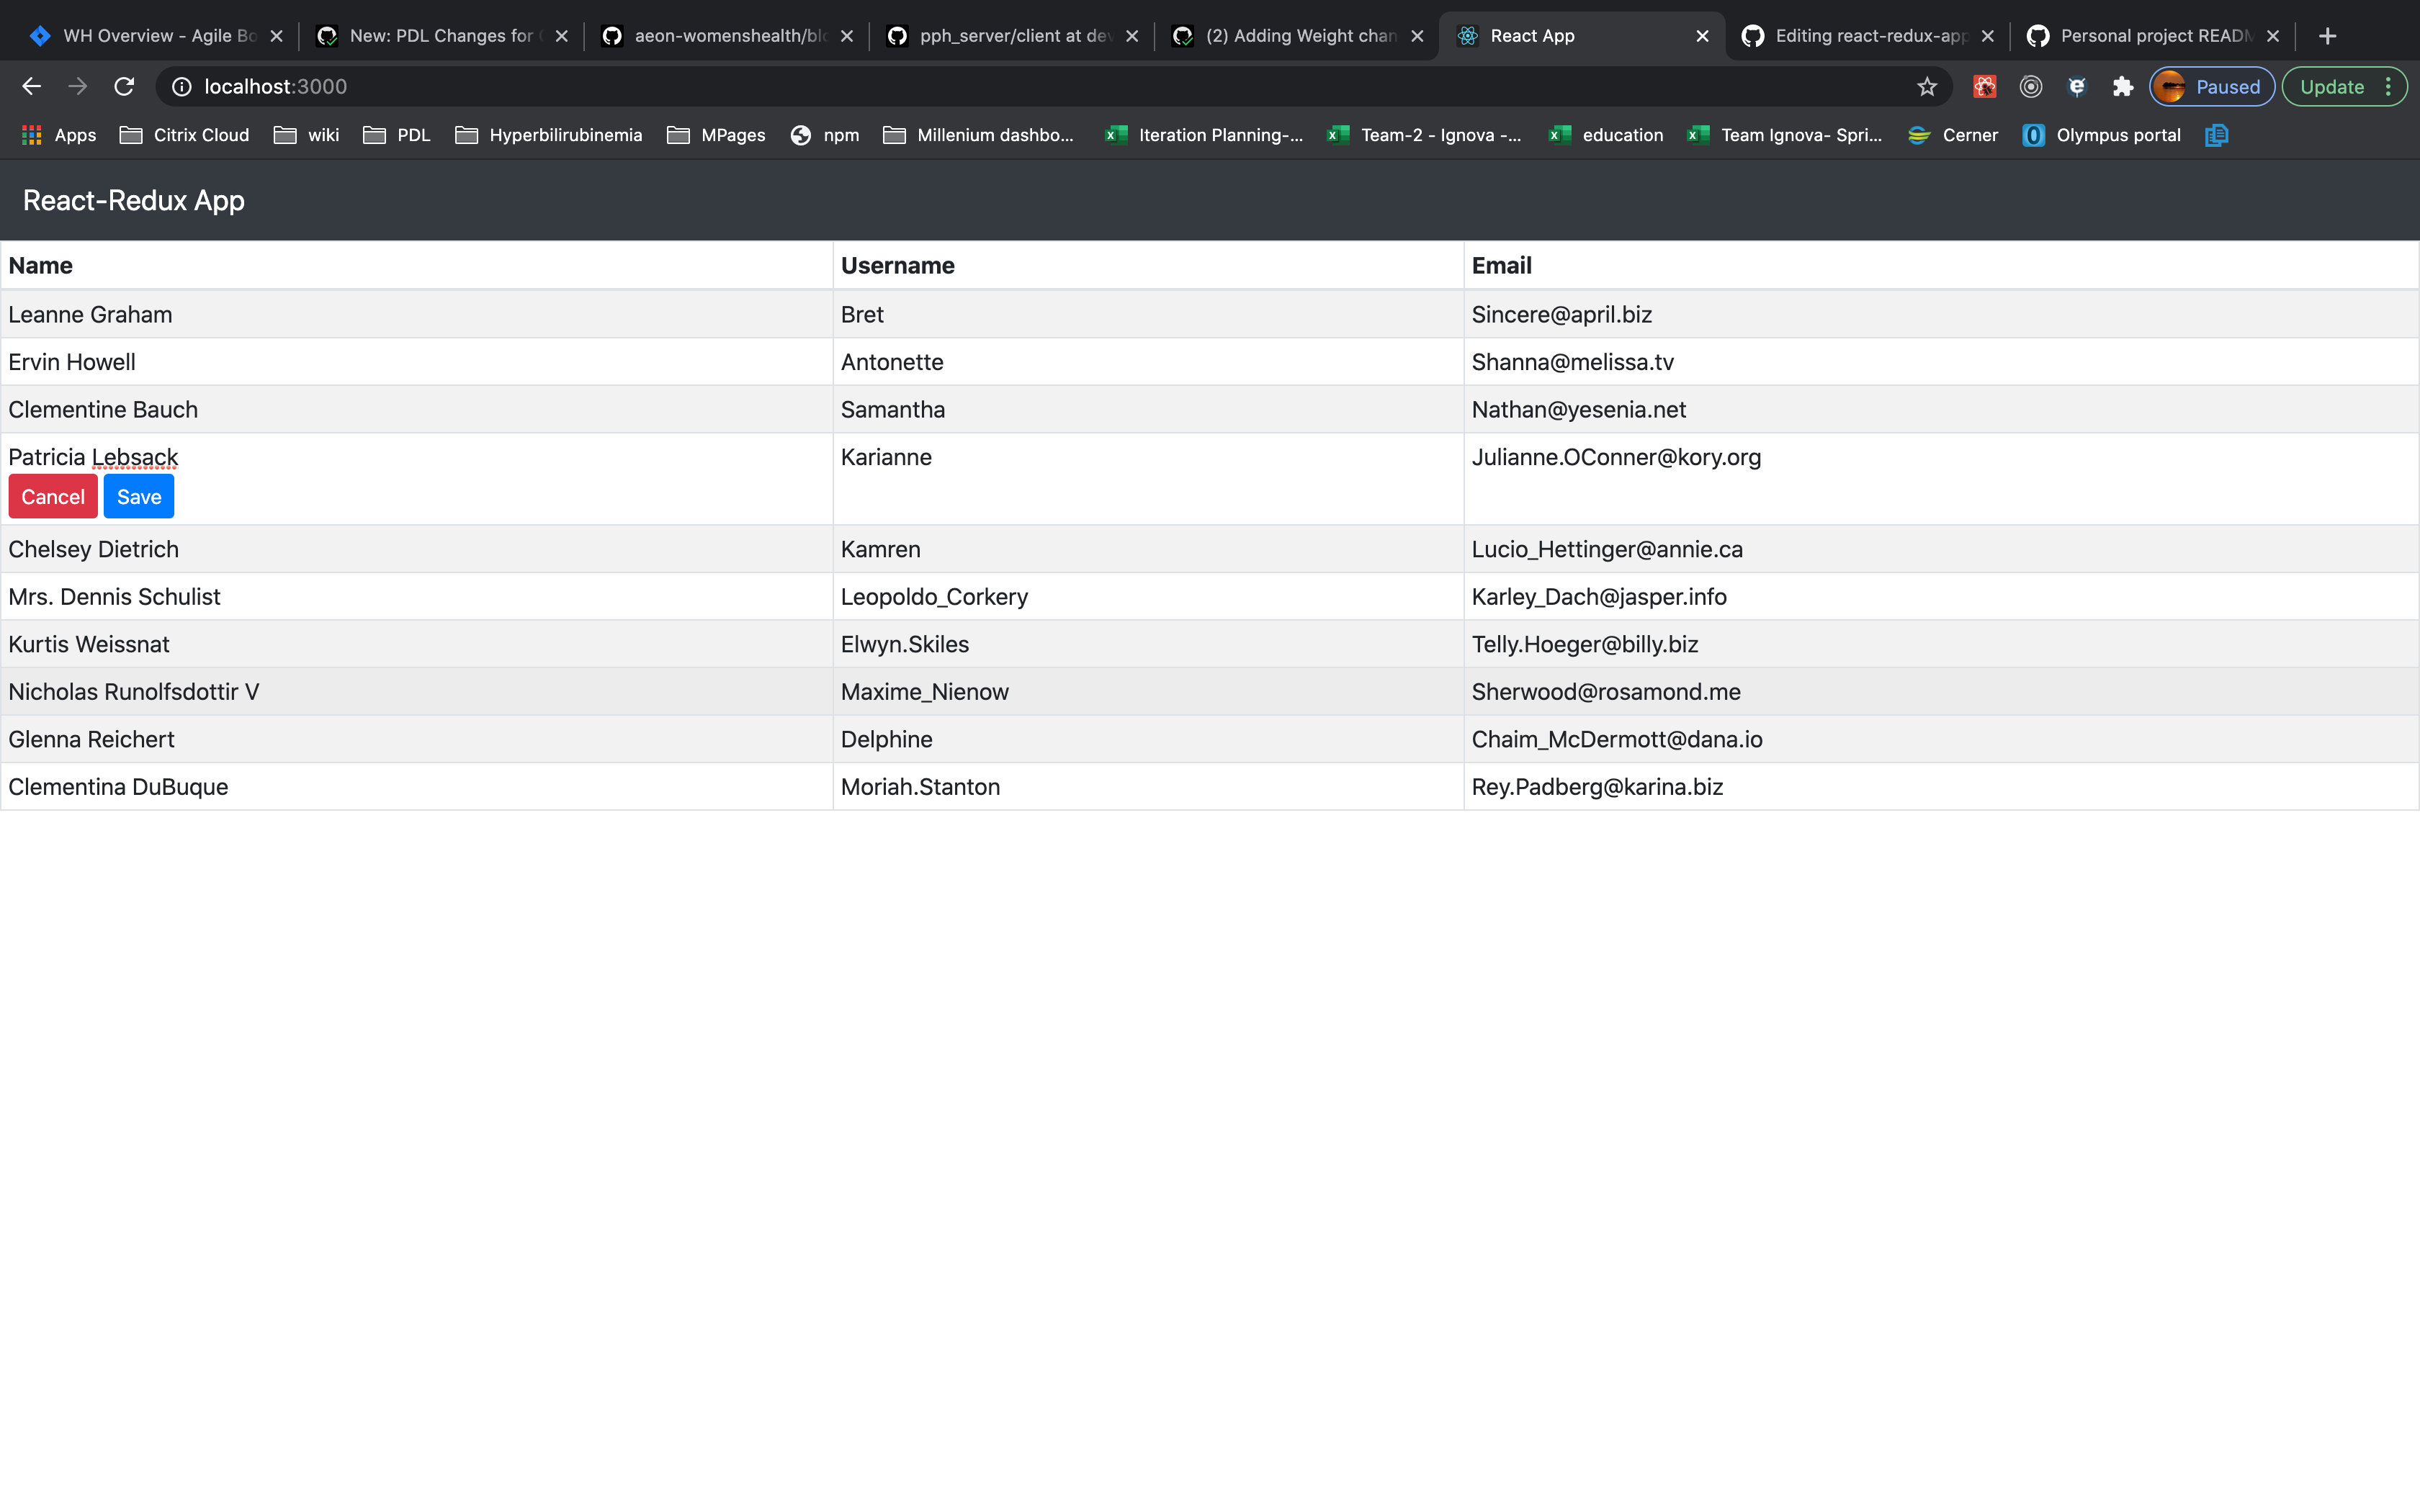 WH Overview - Agile Bo New: PDL Changes for aeon-womenshealth/blo pph_server/client at dev (2) Adding Weight chan React App Editing react-redux-app Personal project READM
localhost:3000 Paused Update
Apps Citrix Cloud wiki PDL Hyperbilirubinemia MPages npm Millenium dashbo... Iteration Planning-... Team-2 - Ignova -... education Team Ignova- Spri... Cerner Olympus portal
React-Redux App
Name Username Email
Leanne Graham Bret Sincere@april.biz
Ervin Howell Antonette Shanna@melissa.tv
Clementine Bauch Samantha Nathan@yesenia.net
Patricia Lebsack Karianne Julianne.OConner@kory.org
Cancel Save
Chelsey Dietrich Kamren Lucio_Hettinger@annie.ca
Mrs. Dennis Schulist Leopoldo_Corkery Karley_Dach@jasper.info
Kurtis Weissnat Elwyn.Skiles Telly.Hoeger@billy.biz
Nicholas Runolfsdottir V Maxime_Nienow Sherwood@rosamond.me
Glenna Reichert Delphine Chaim_McDermott@dana.io
Clementina DuBuque Moriah.Stanton Rey.Padberg@karina.biz